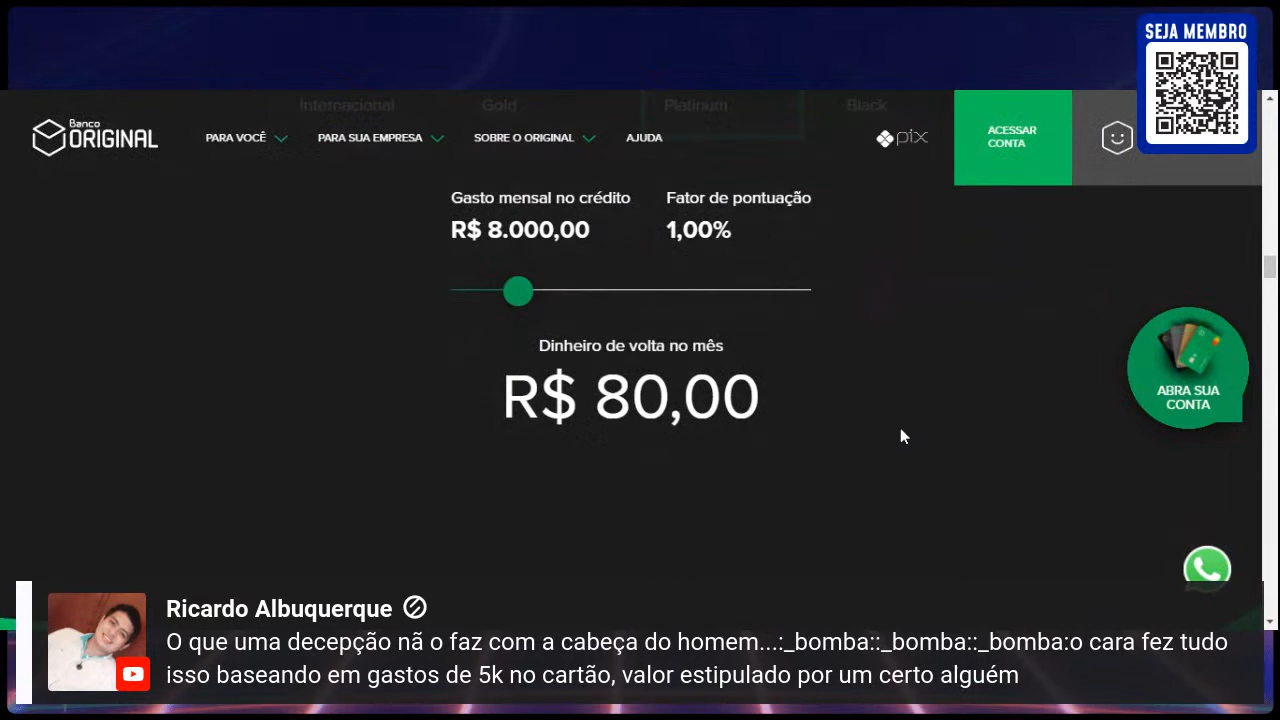 SEJA MEMBRO
Internacional Gold Platinum Black
Banco
ORIGINAL
PARA VOCÊ PARA SUA EMPRESA SOBRE O ORIGINAL AJUDA
pix
ACESSAR
CONTA
Gasto mensal no crédito Fator de pontuação
R$ 8.000,00 1,00%
Dinheiro de volta no mês
R$ 80,00
ABRA SUA
CONTA
Ricardo Albuquerque
O que uma decepção nã o faz com a cabeça do homem...:_bomba::_bomba::_bomba:o cara fez tudo
isso baseando em gastos de 5k no cartão, valor estipulado por um certo alguém